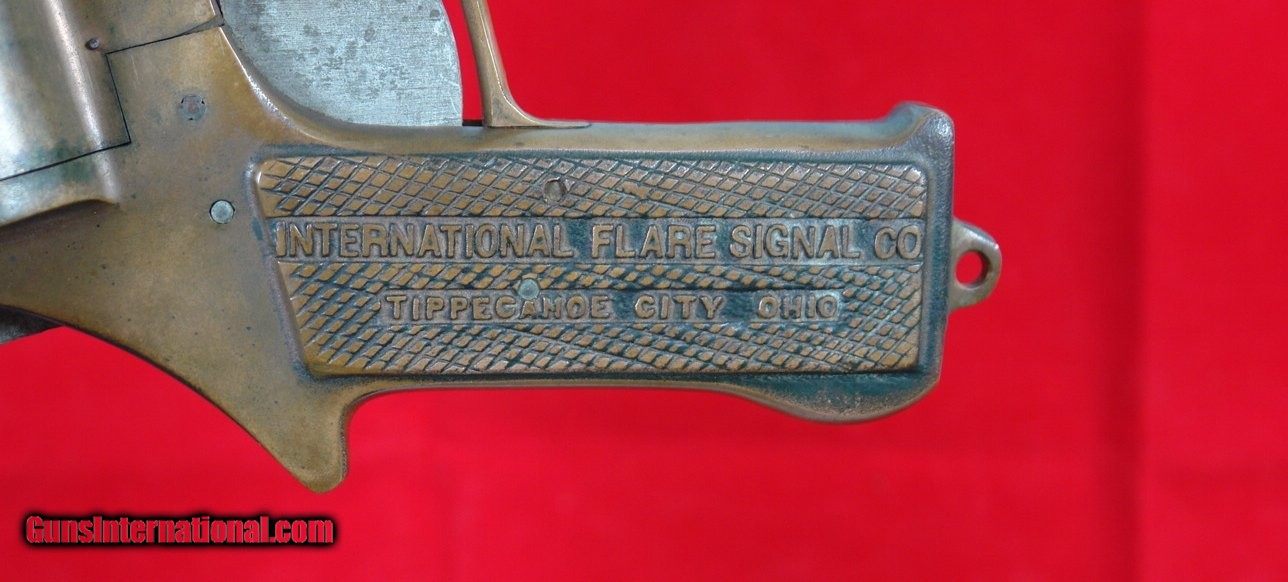 INTERNATIONAL FLARE SIGNAL CO
TIPPECANOE CITY OHIO
GunsInternational.com